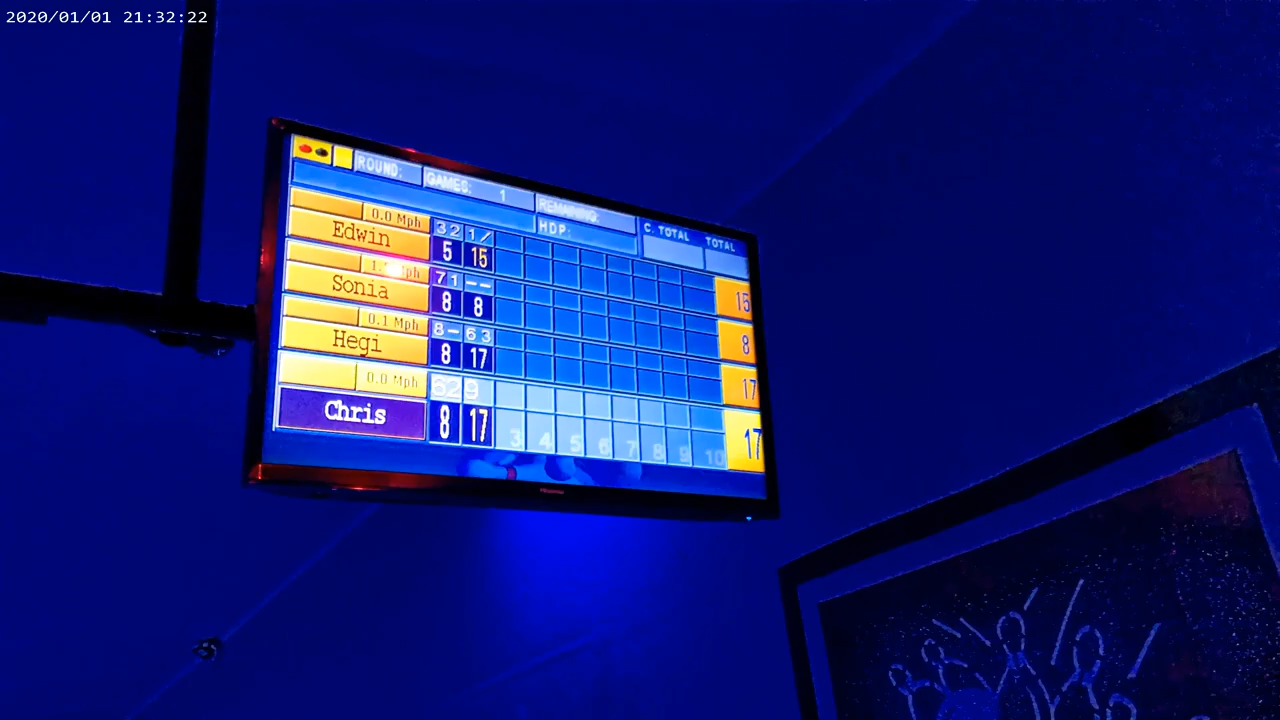 2020/01/01 21:32:22
ROUND: GAMES: 1 REMAINING:
HDP: C. TOTAL TOTAL
0.0 Mph 3 2 1 /
Edwin 5 15 15
Mph 7 1 - -
Sonia 8 8 8
0.1 Mph 8 - 6 3
Hegi 8 17 17
0.0 Mph 6 2 9
Chris 8 17 3 4 5 6 7 8 9 10 17
Hisense